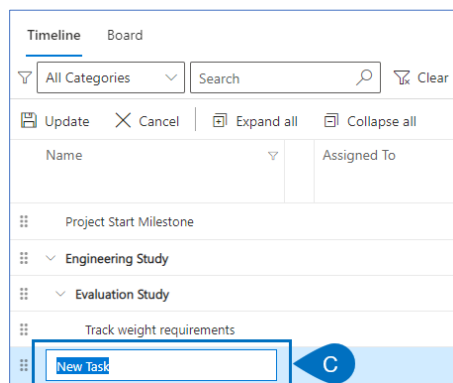 Timeline Board
All Categories Search Clear
Update Cancel Expand all Collapse all
Name Assigned To
Project Start Milestone
Engineering Study
Evaluation Study
Track weight requirements
New Task C